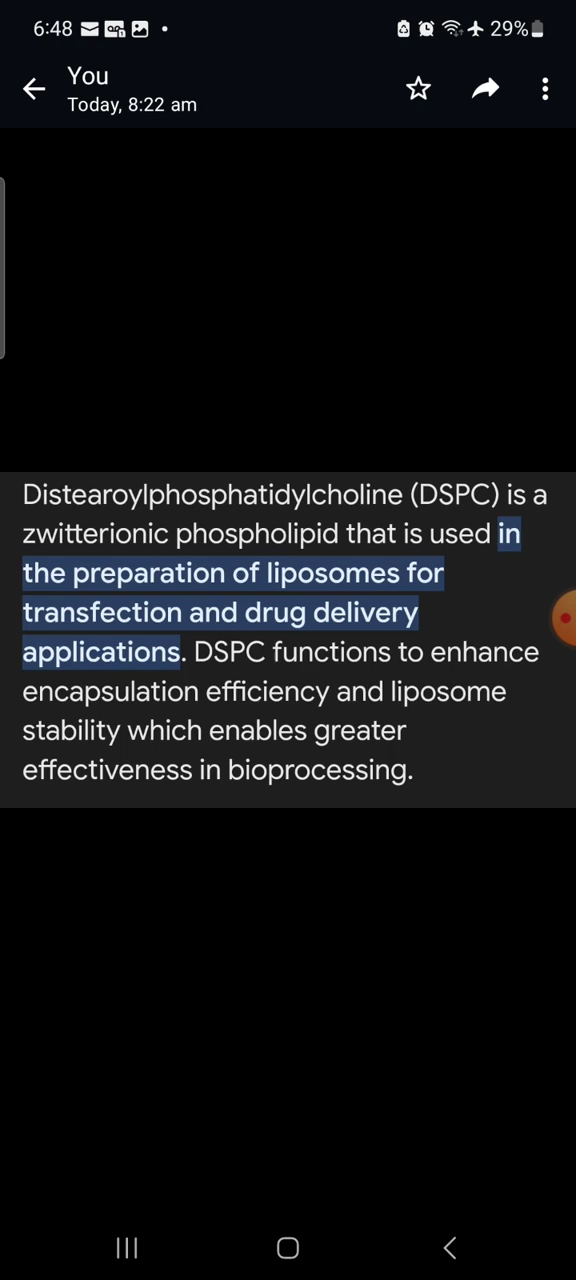 6:48 29%
You
Today, 8:22 am
Distearoylphosphatidylcholine (DSPC) is a
zwitterionic phospholipid that is used in
the preparation of liposomes for
transfection and drug delivery
applications. DSPC functions to enhance
encapsulation efficiency and liposome
stability which enables greater
effectiveness in bioprocessing.